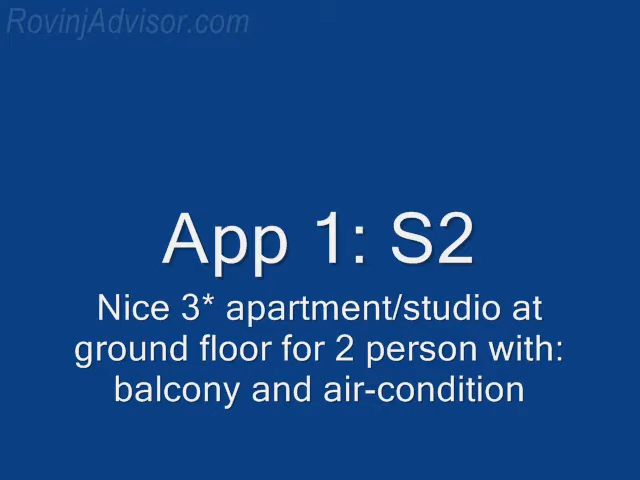 RovinjAdvisor.com
App 1: S2
Nice 3* apartment/studio at
ground floor for 2 person with:
balcony and air-condition